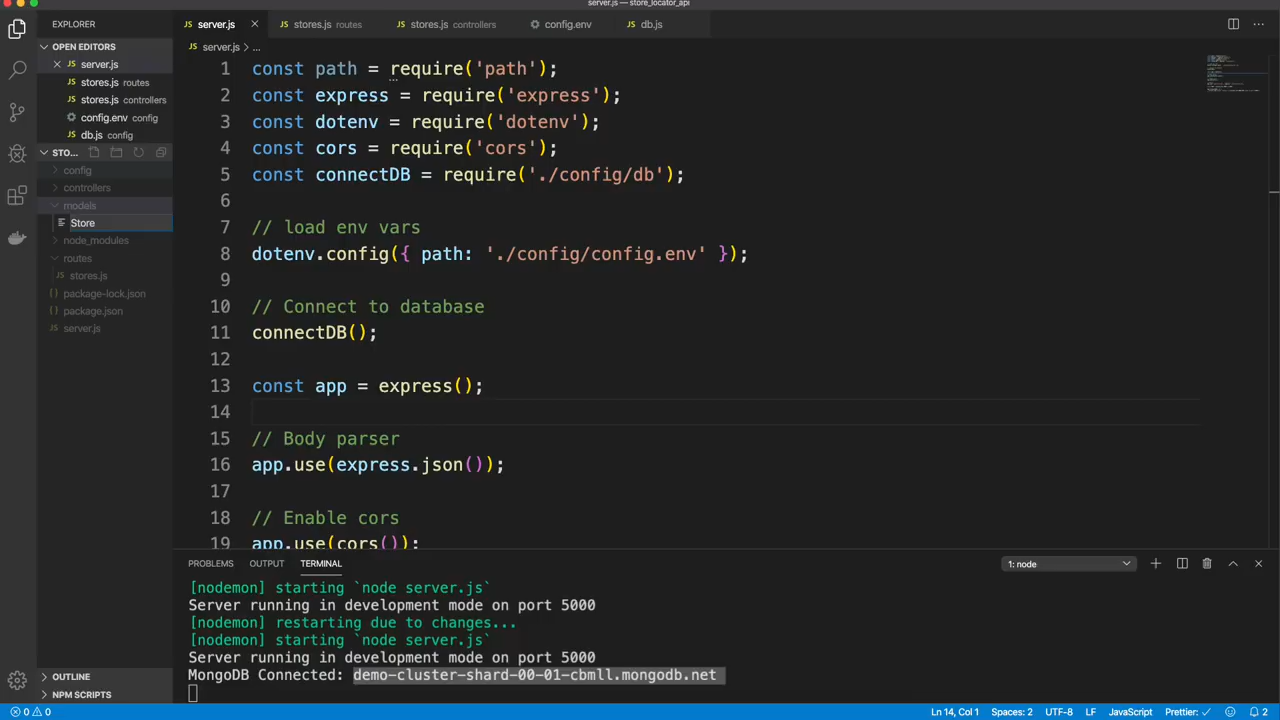 server.js — store_locator_api
EXPLORER
server.js
stores.js routes
stores.js controllers
config.env
db.js
OPEN EDITORS
server.js
stores.js routes
stores.js controllers
config.env config
db.js config
STO...
config
controllers
models
Store
node_modules
routes
stores.js
package-lock.json
package.json
server.js
OUTLINE
NPM SCRIPTS
server.js > ...
1 const path = require('path');
2 const express = require('express');
3 const dotenv = require('dotenv');
4 const cors = require('cors');
5 const connectDB = require('./config/db');
6
7 // load env vars
8 dotenv.config({ path: './config/config.env' });
9
10 // Connect to database
11 connectDB();
12
13 const app = express();
14
15 // Body parser
16 app.use(express.json());
17
18 // Enable cors
19 app.use(cors());
PROBLEMS OUTPUT TERMINAL 1: node
[nodemon] starting `node server.js`
Server running in development mode on port 5000
[nodemon] restarting due to changes...
[nodemon] starting `node server.js`
Server running in development mode on port 5000
MongoDB Connected: demo-cluster-shard-00-01-cbmll.mongodb.net
0 0 Ln 14, Col 1 Spaces: 2 UTF-8 LF JavaScript Prettier: ✓ 2